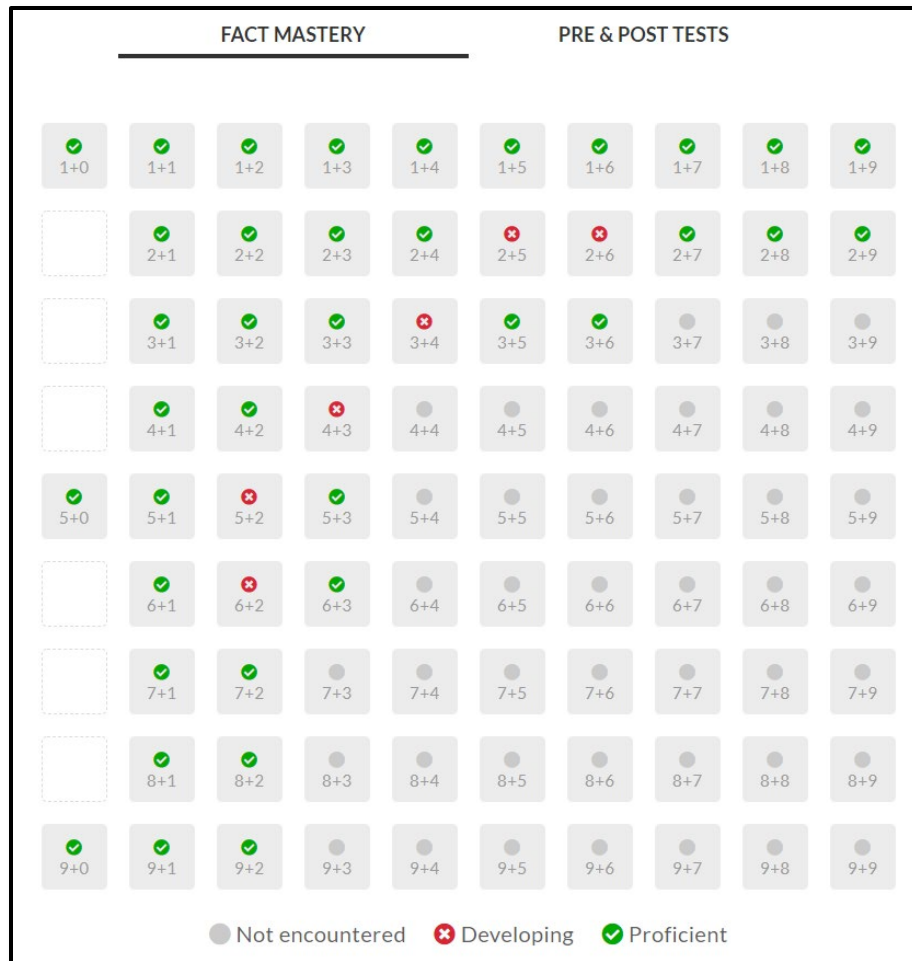 FACT MASTERY PRE & POST TESTS
1+0 1+1 1+2 1+3 1+4 1+5 1+6 1+7 1+8 1+9
2+1 2+2 2+3 2+4 2+5 2+6 2+7 2+8 2+9
3+1 3+2 3+3 3+4 3+5 3+6 3+7 3+8 3+9
4+1 4+2 4+3 4+4 4+5 4+6 4+7 4+8 4+9
5+0 5+1 5+2 5+3 5+4 5+5 5+6 5+7 5+8 5+9
6+1 6+2 6+3 6+4 6+5 6+6 6+7 6+8 6+9
7+1 7+2 7+3 7+4 7+5 7+6 7+7 7+8 7+9
8+1 8+2 8+3 8+4 8+5 8+6 8+7 8+8 8+9
9+0 9+1 9+2 9+3 9+4 9+5 9+6 9+7 9+8 9+9
Not encountered Developing Proficient